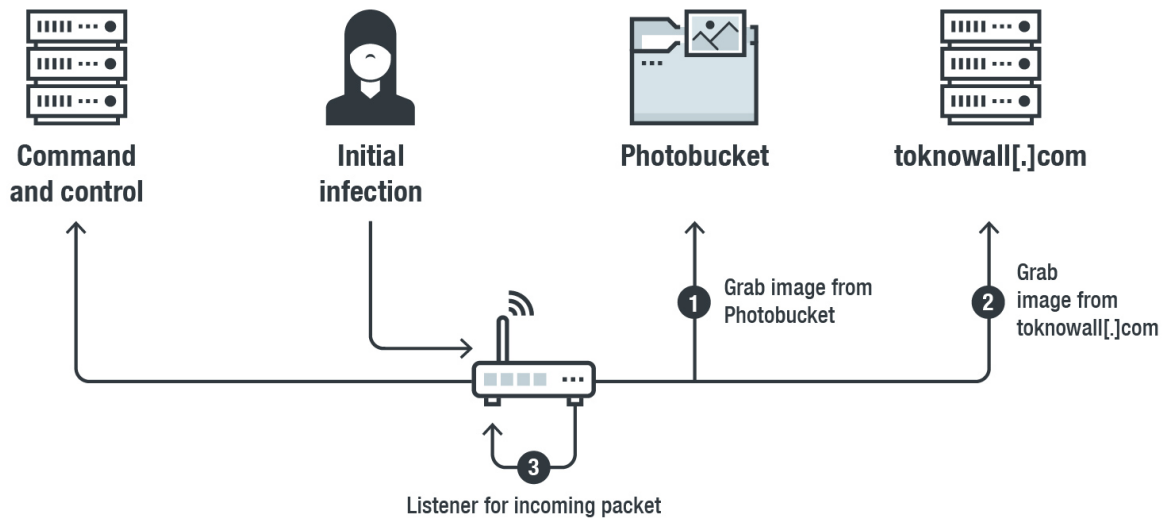 Command
and control
Initial
infection
Photobucket
toknowall[.]com
1
Grab image from
Photobucket
2
Grab
image from
toknowall[.]com
3
Listener for incoming packet